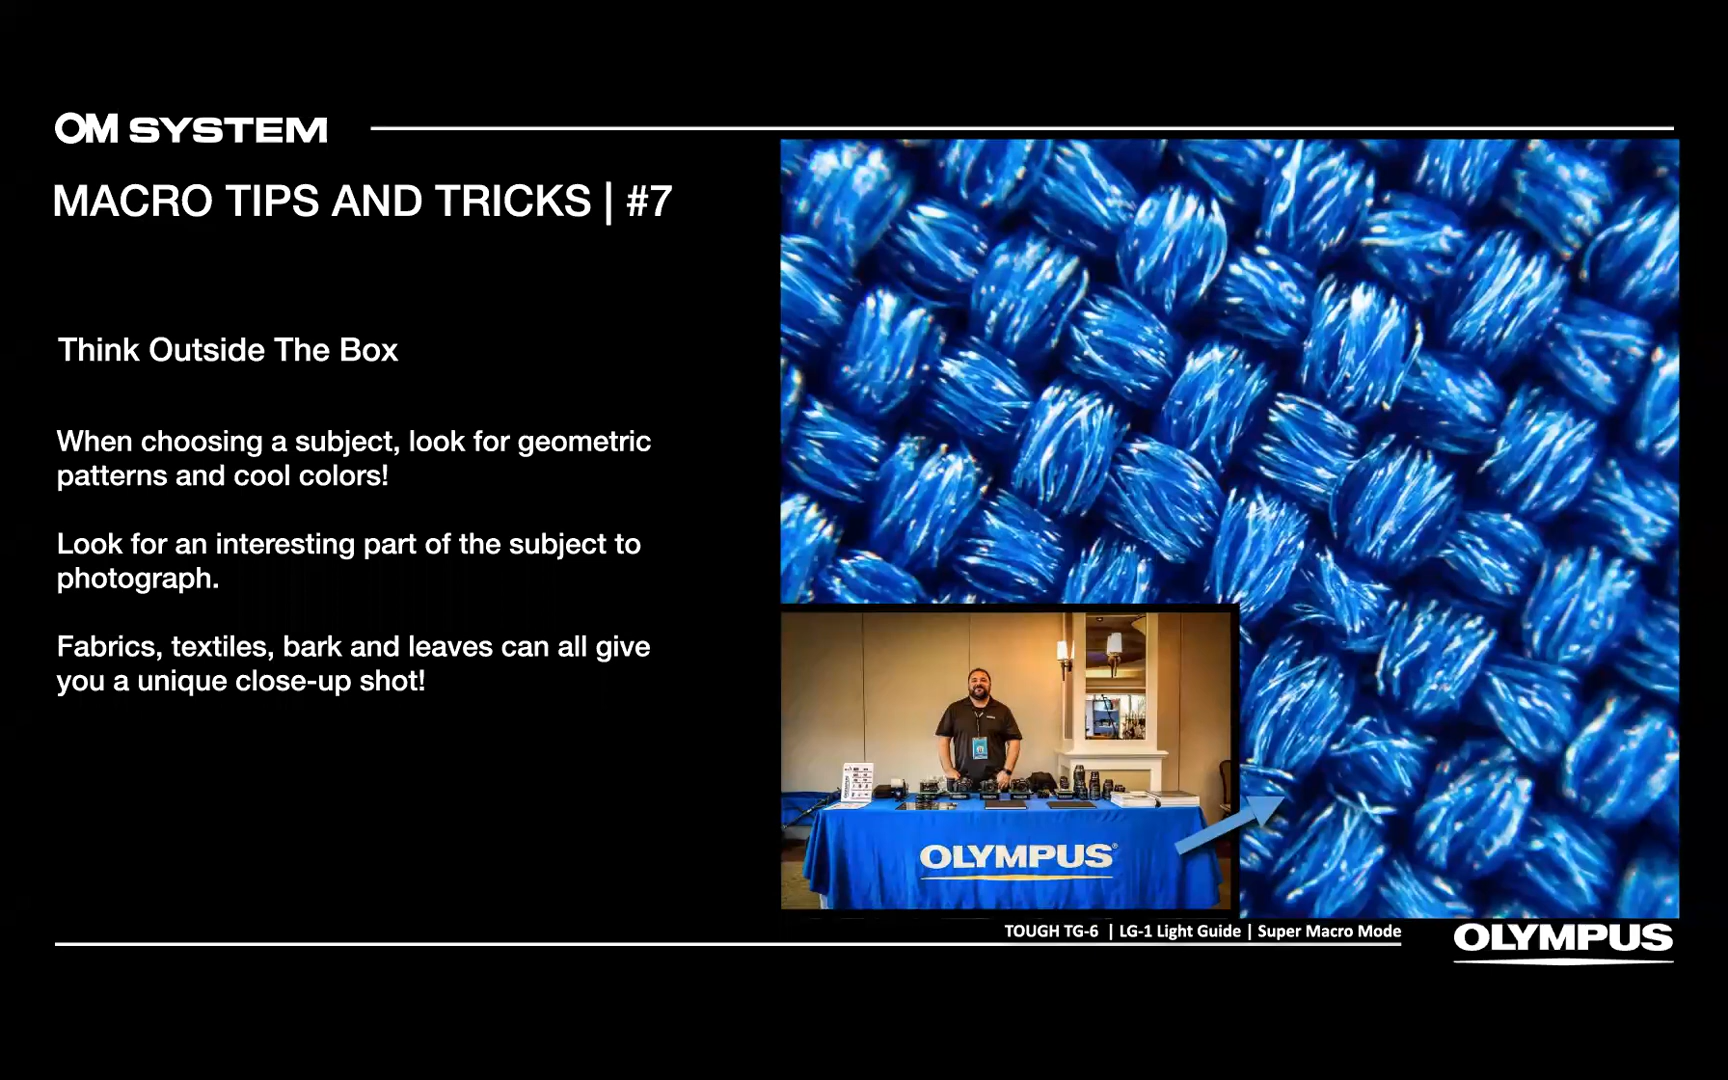 OM SYSTEM
MACRO TIPS AND TRICKS | #7
Think Outside The Box
When choosing a subject, look for geometric
patterns and cool colors!
Look for an interesting part of the subject to
photograph.
Fabrics, textiles, bark and leaves can all give
you a unique close-up shot!
OLYMPUS®
TOUGH TG-6 | LG-1 Light Guide | Super Macro Mode
OLYMPUS